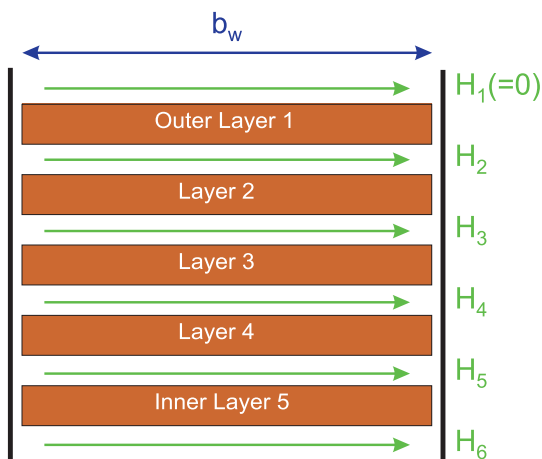 b_w
H_1(=0)
Outer Layer 1
H_2
Layer 2
H_3
Layer 3
H_4
Layer 4
H_5
Inner Layer 5
H_6